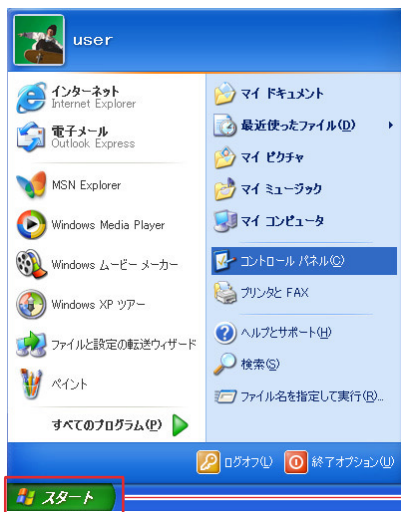 user
インターネット
Internet Explorer
電子メール
Outlook Express
MSN Explorer
Windows Media Player
Windows ムービー メーカー
Windows XP ツアー
ファイルと設定の転送ウィザード
ペイント
すべてのプログラム(P)
マイ ドキュメント
最近使ったファイル(D)
マイ ピクチャ
マイ ミュージック
マイ コンピュータ
コントロール パネル(C)
プリンタと FAX
ヘルプとサポート(H)
検索(S)
ファイル名を指定して実行(R)...
ログオフ(L)
終了オプション(U)
スタート